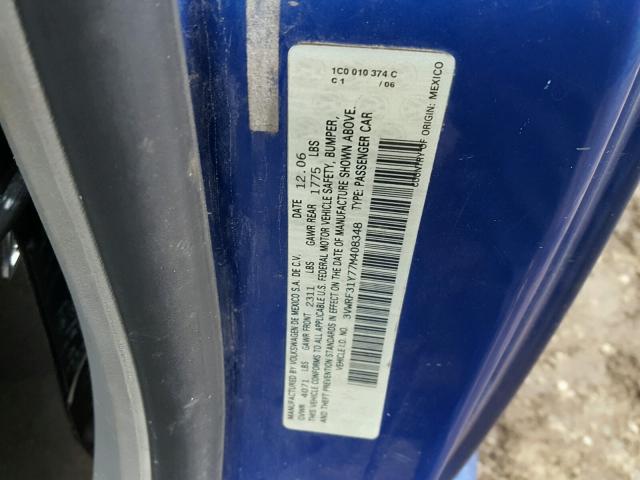 MANUFACTURED BY VOLKSWAGEN DE MEXICO S.A. DE C.V. DATE 12.06
GVWR 4071 LBS GAWR FRONT 2311 LBS GAWR REAR 1775 LBS
THIS VEHICLE CONFORMS TO ALL APPLICABLE U.S. FEDERAL MOTOR VEHICLE SAFETY, BUMPER,
AND THEFT PREVENTION STANDARDS IN EFFECT ON THE DATE OF MANUFACTURE SHOWN ABOVE.
VEHICLE I.D. NO. 3VWRF31Y77M408348 TYPE: PASSENGER CAR
COUNTRY OF ORIGIN: MEXICO
1C0 010 374 C
C 1 / 06